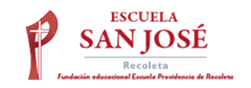 ESCUELA
SAN JOSÉ
Recoleta
Fundación educacional Escuela Providencia de Recoleta